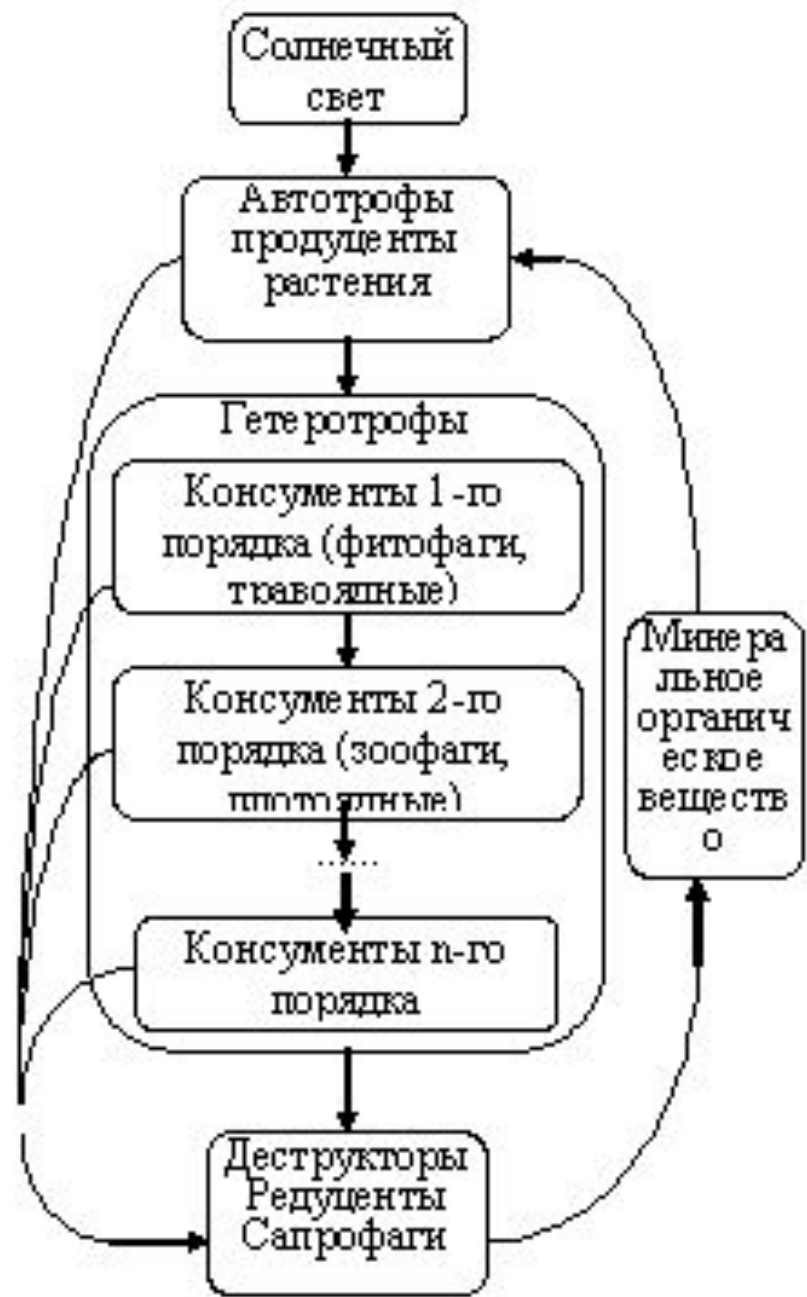 Солнечный
свет
Автотрофы
продуценты
растения
Гетеротрофы
Консументы 1-го
порядка (фитофаги,
травоядные)
Консументы 2-го
порядка (зоофаги,
плотоядные)
......
Консументы n-го
порядка
Минера
льное
органич
еское
веществ
о
Деструкторы
Редуценты
Сапрофаги